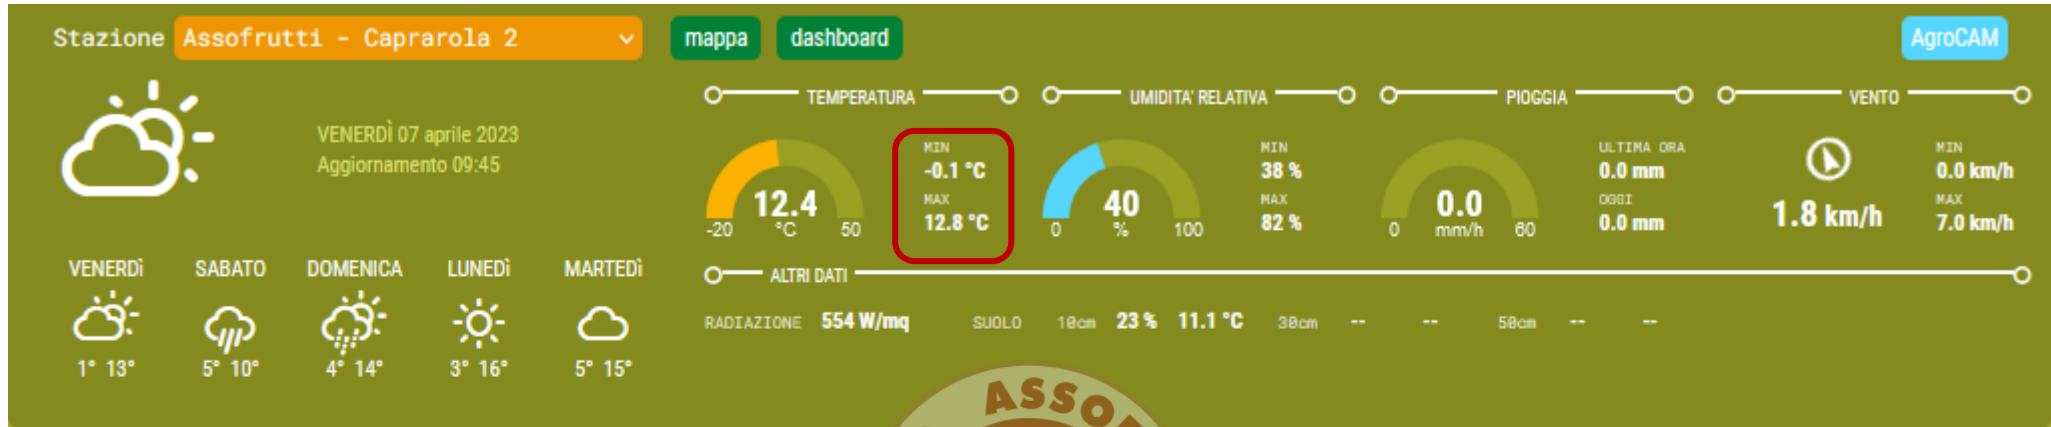 Stazione Assofrutti - Caprarola 2 mappa dashboard AgroCAM
VENERDÌ 07 aprile 2023
Aggiornamento 09:45
TEMPERATURA
12.4
°C
-20 50
MIN
-0.1 °C
MAX
12.8 °C
UMIDITA' RELATIVA
40
%
0 100
MIN
38 %
MAX
82 %
PIOGGIA
0.0
mm/h
0 60
ULTIMA ORA
0.0 mm
OGGI
0.0 mm
VENTO
1.8 km/h
MIN
0.0 km/h
MAX
7.0 km/h
VENERDÌ SABATO DOMENICA LUNEDÌ MARTEDÌ
1° 13° 5° 10° 4° 14° 3° 16° 5° 15°
ALTRI DATI
RADIAZIONE 554 W/mq SUOLO 10cm 23 % 11.1 °C 30cm -- -- 50cm -- --
ASSO